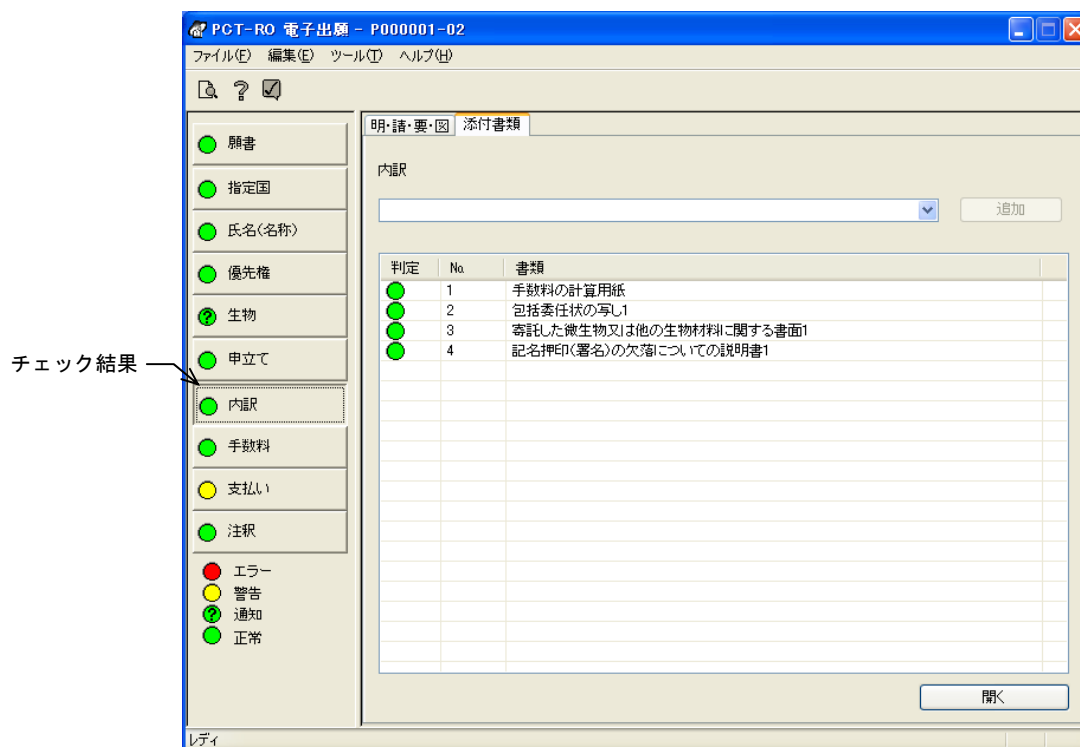 PCT-RO 電子出願 - P000001-02
ファイル(F) 編集(E) ツール(T) ヘルプ(H)
願書
指定国
氏名(名称)
優先権
生物
申立て
チェック結果
内訳
手数料
支払い
注釈
エラー
警告
通知
正常
明・請・要・図 添付書類
内訳
追加
判定 No. 書類
1 手数料の計算用紙
2 包括委任状の写し1
3 寄託した微生物又は他の生物材料に関する書面1
4 記名押印(署名)の欠落についての説明書1
開く
レディ